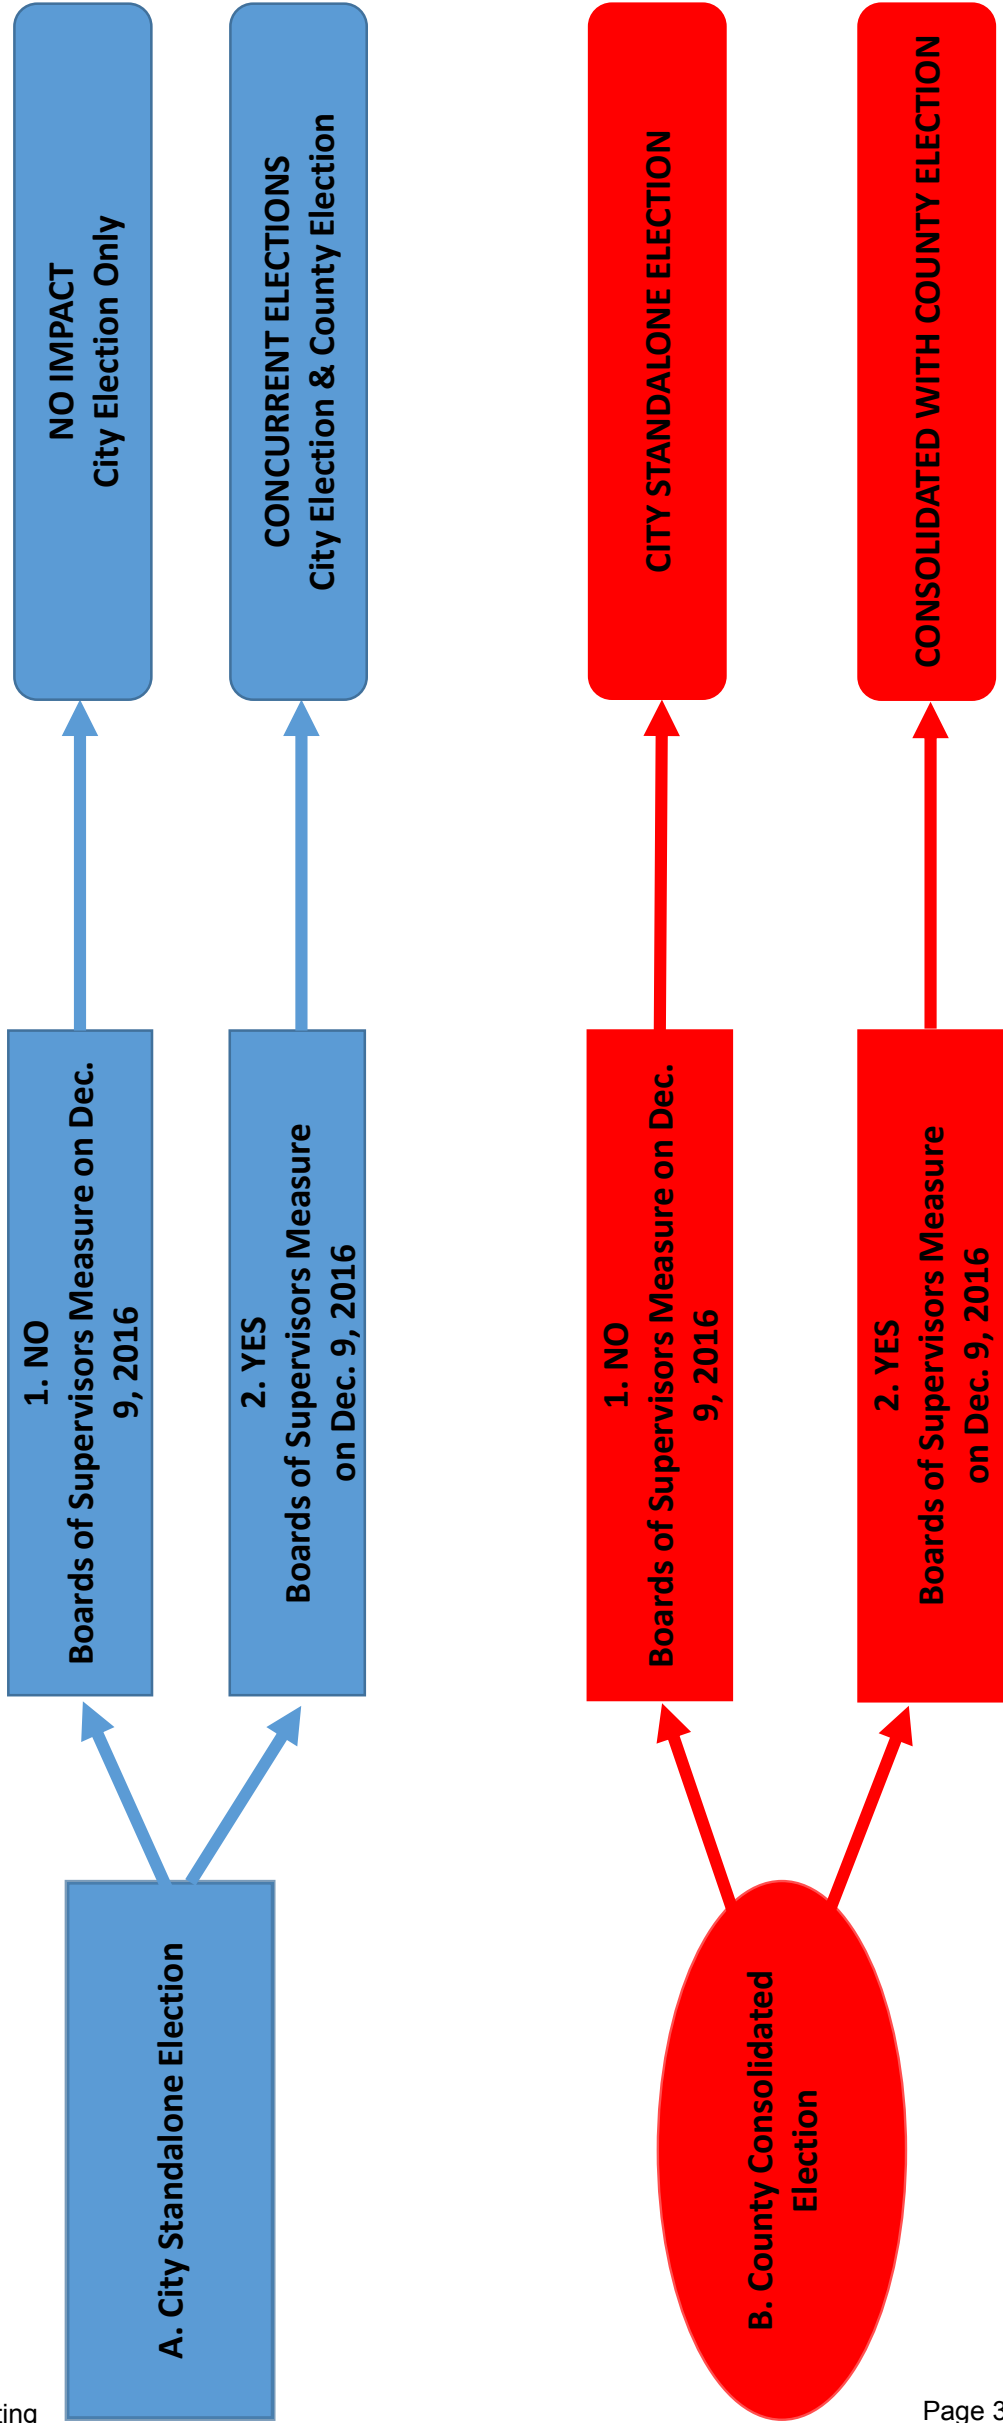 A. City Standalone Election
1. NO
Boards of Supervisors Measure on Dec.
9, 2016
NO IMPACT
City Election Only
2. YES
Boards of Supervisors Measure
on Dec. 9, 2016
CONCURRENT ELECTIONS
City Election & County Election
B. County Consolidated
Election
1. NO
Boards of Supervisors Measure on Dec.
9, 2016
CITY STANDALONE ELECTION
2. YES
Boards of Supervisors Measure
on Dec. 9, 2016
CONSOLIDATED WITH COUNTY ELECTION
Page 3